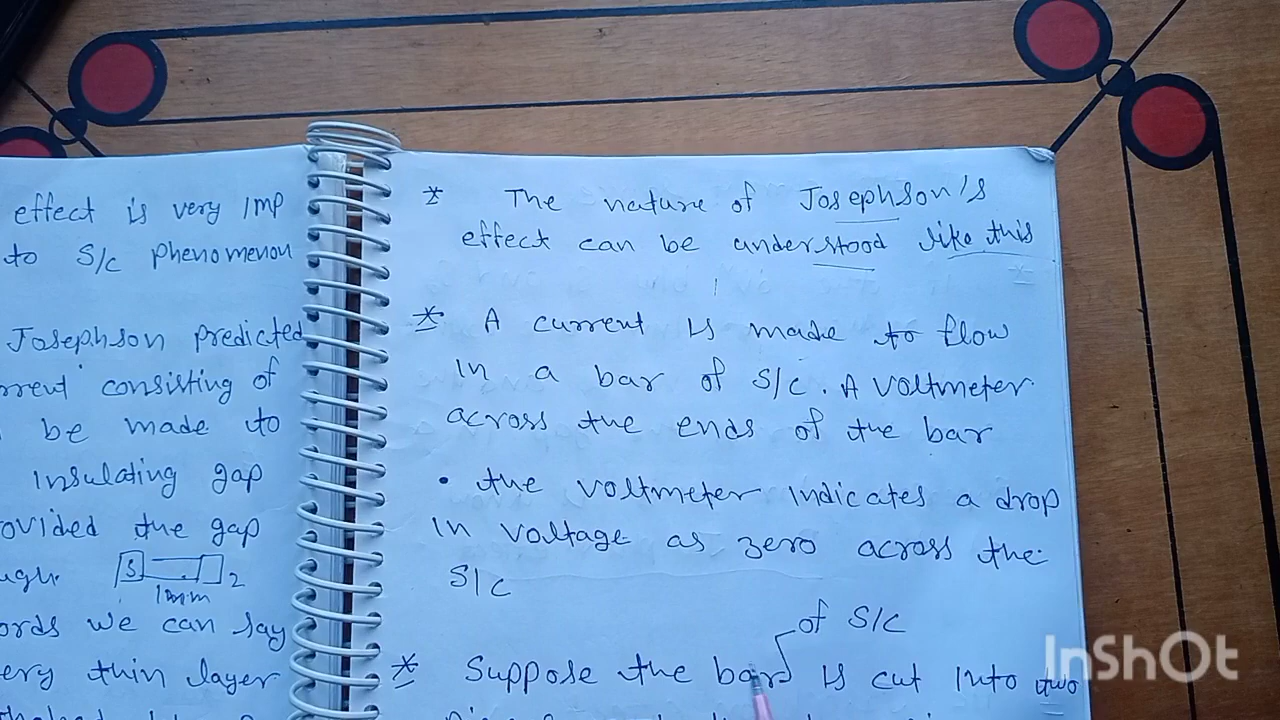 effect is very Imp
to S/c phenomenon
Josephson predicted
rrent consisting of
be made to
insulating gap
ovided the gap
ugh.
S 2
1mm
ords we can say
ery thin layer
* The nature of Josephson's
effect can be understood like this
* A current is made to flow
in a bar of S/c. A voltmeter
across the ends of the bar
• the voltmeter indicates a drop
in voltage as zero across the
S/c
of S/c
* Suppose the bar is cut into two
InShOt